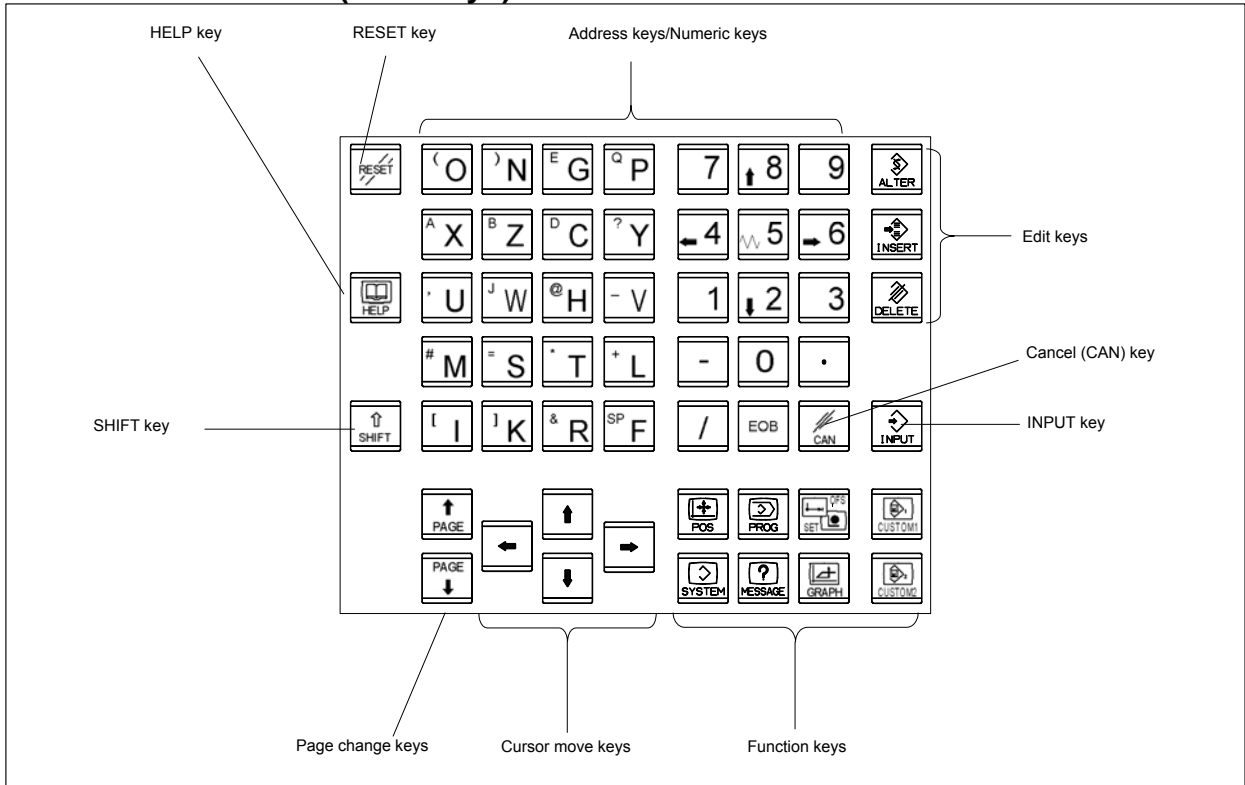 HELP key RESET key Address keys/Numeric keys
RESET ( O ) N E G Q P 7 8 9 ALTER
A X B Z D C ? Y 4 5 6 INSERT
Edit keys
HELP , U J W @ H – V 1 2 3 DELETE
# M = S * T + L - 0 .
Cancel (CAN) key
SHIFT key
SHIFT [ I ] K & R SP F / EOB CAN INPUT
INPUT key
PAGE POS PROG OFS SET CUSTOM1
PAGE SYSTEM MESSAGE GRAPH CUSTOM2
Page change keys Cursor move keys Function keys